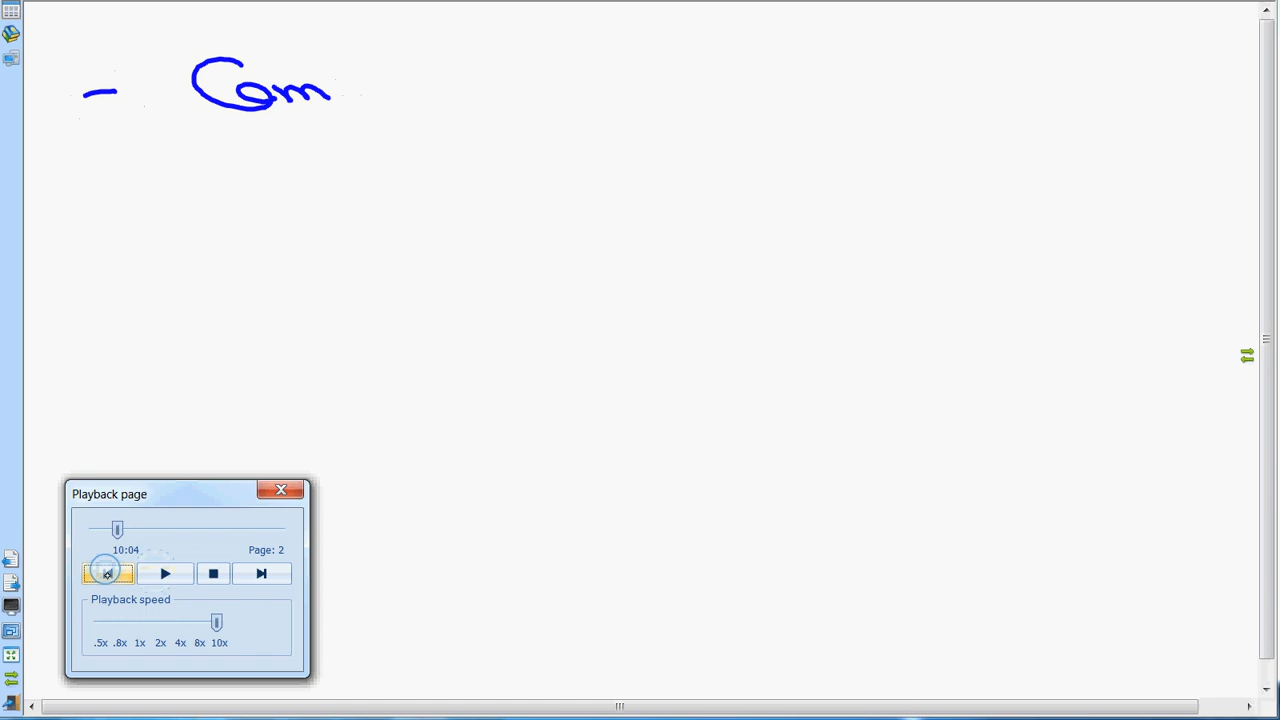 - Com
Playback page
10:04 Page: 2
Playback speed
.5x .8x 1x 2x 4x 8x 10x